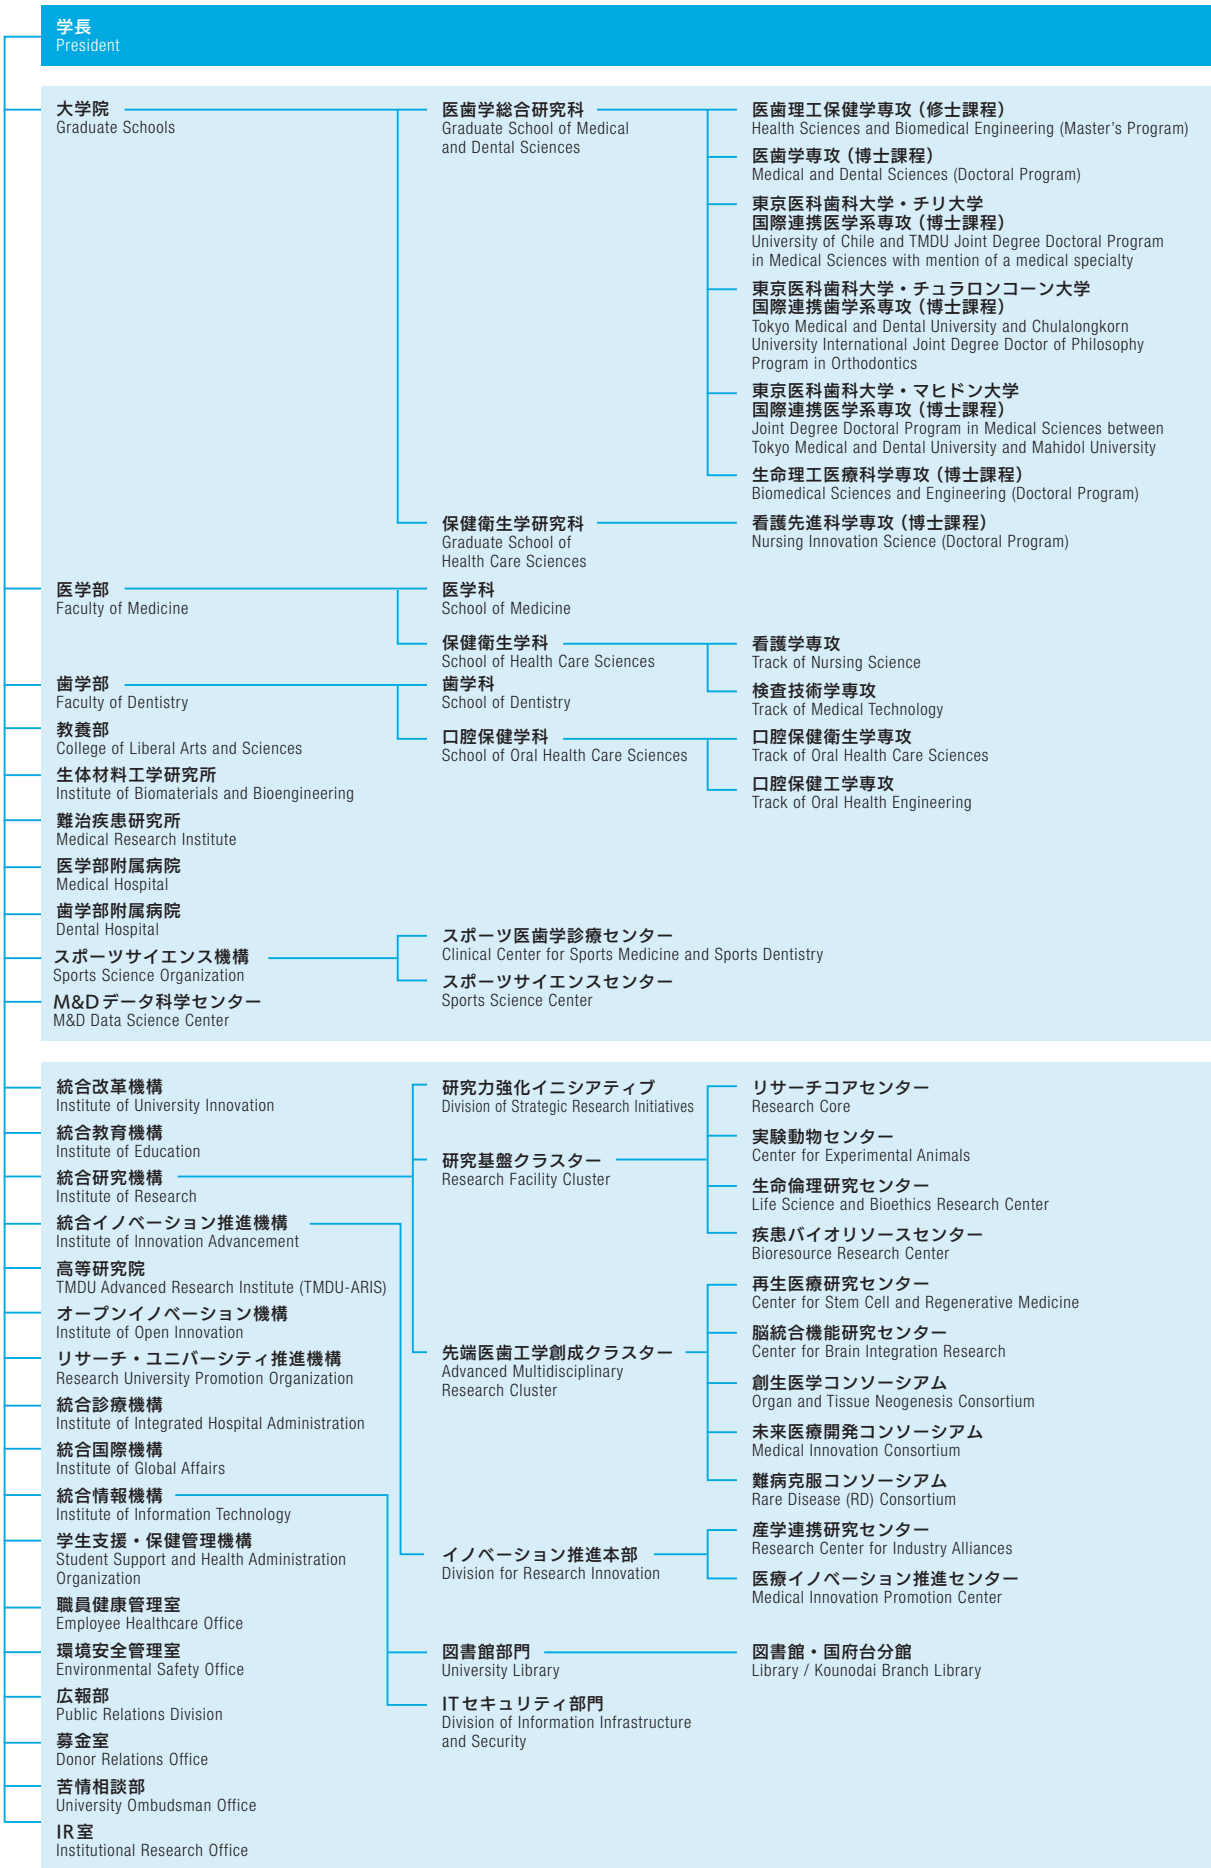 学長
President
大学院
Graduate Schools
医歯学総合研究科
Graduate School of Medical
and Dental Sciences
医歯理工保健学専攻（修士課程）
Health Sciences and Biomedical Engineering (Master's Program)
医歯学専攻（博士課程）
Medical and Dental Sciences (Doctoral Program)
東京医科歯科大学・チリ大学
国際連携医学系専攻（博士課程）
University of Chile and TMDU Joint Degree Doctoral Program
in Medical Sciences with mention of a medical specialty
東京医科歯科大学・チュラロンコーン大学
国際連携歯学系専攻（博士課程）
Tokyo Medical and Dental University and Chulalongkorn
University International Joint Degree Doctor of Philosophy
Program in Orthodontics
東京医科歯科大学・マヒドン大学
国際連携医学系専攻（博士課程）
Joint Degree Doctoral Program in Medical Sciences between
Tokyo Medical and Dental University and Mahidol University
生命理工医療科学専攻（博士課程）
Biomedical Sciences and Engineering (Doctoral Program)
保健衛生学研究科
Graduate School of
Health Care Sciences
看護先進科学専攻（博士課程）
Nursing Innovation Science (Doctoral Program)
医学部
Faculty of Medicine
医学科
School of Medicine
保健衛生学科
School of Health Care Sciences
看護学専攻
Track of Nursing Science
検査技術学専攻
Track of Medical Technology
歯学部
Faculty of Dentistry
歯学科
School of Dentistry
口腔保健学科
School of Oral Health Care Sciences
口腔保健衛生学専攻
Track of Oral Health Care Sciences
口腔保健工学専攻
Track of Oral Health Engineering
教養部
College of Liberal Arts and Sciences
生体材料工学研究所
Institute of Biomaterials and Bioengineering
難治疾患研究所
Medical Research Institute
医学部附属病院
Medical Hospital
歯学部附属病院
Dental Hospital
スポーツサイエンス機構
Sports Science Organization
スポーツ医歯学診療センター
Clinical Center for Sports Medicine and Sports Dentistry
スポーツサイエンスセンター
Sports Science Center
M&Dデータ科学センター
M&D Data Science Center
統合改革機構
Institute of University Innovation
統合教育機構
Institute of Education
統合研究機構
Institute of Research
研究力強化イニシアティブ
Division of Strategic Research Initiatives
研究基盤クラスター
Research Facility Cluster
リサーチコアセンター
Research Core
実験動物センター
Center for Experimental Animals
生命倫理研究センター
Life Science and Bioethics Research Center
疾患バイオリソースセンター
Bioresource Research Center
先端医歯工学創成クラスター
Advanced Multidisciplinary
Research Cluster
再生医療研究センター
Center for Stem Cell and Regenerative Medicine
脳統合機能研究センター
Center for Brain Integration Research
創生医学コンソーシアム
Organ and Tissue Neogenesis Consortium
未来医療開発コンソーシアム
Medical Innovation Consortium
難病克服コンソーシアム
Rare Disease (RD) Consortium
統合イノベーション推進機構
Institute of Innovation Advancement
イノベーション推進本部
Division for Research Innovation
産学連携研究センター
Research Center for Industry Alliances
医療イノベーション推進センター
Medical Innovation Promotion Center
高等研究院
TMDU Advanced Research Institute (TMDU-ARIS)
オープンイノベーション機構
Institute of Open Innovation
リサーチ・ユニバーシティ推進機構
Research University Promotion Organization
統合診療機構
Institute of Integrated Hospital Administration
統合国際機構
Institute of Global Affairs
統合情報機構
Institute of Information Technology
図書館部門
University Library
図書館・国府台分館
Library / Kounodai Branch Library
ITセキュリティ部門
Division of Information Infrastructure
and Security
学生支援・保健管理機構
Student Support and Health Administration
Organization
職員健康管理室
Employee Healthcare Office
環境安全管理室
Environmental Safety Office
広報部
Public Relations Division
募金室
Donor Relations Office
苦情相談部
University Ombudsman Office
IR室
Institutional Research Office